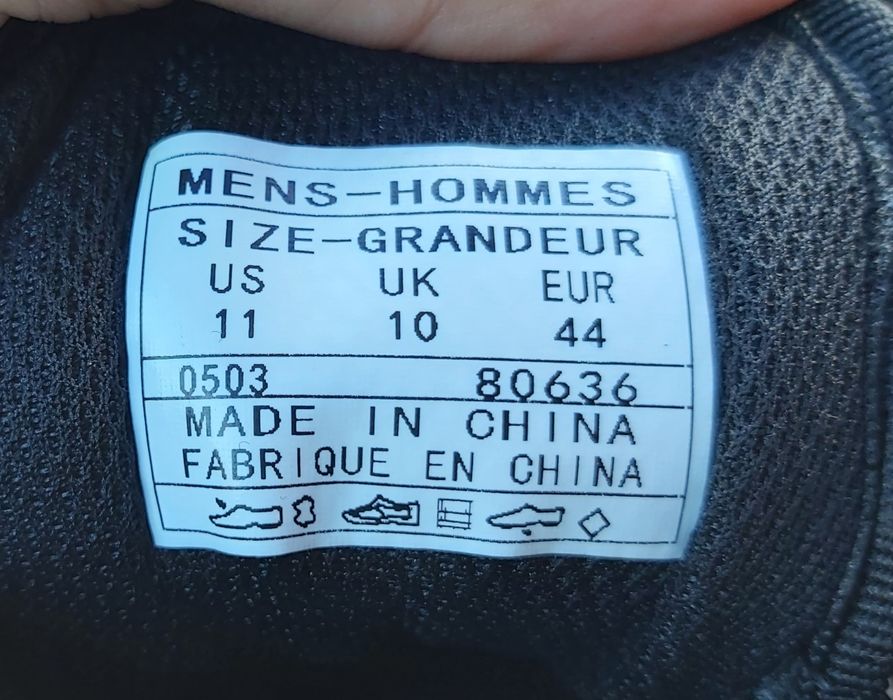 MENS-HOMMES
SIZE-GRANDEUR
US UK EUR
11 10 44
0503 80636
MADE IN CHINA
FABRIQUE EN CHINA